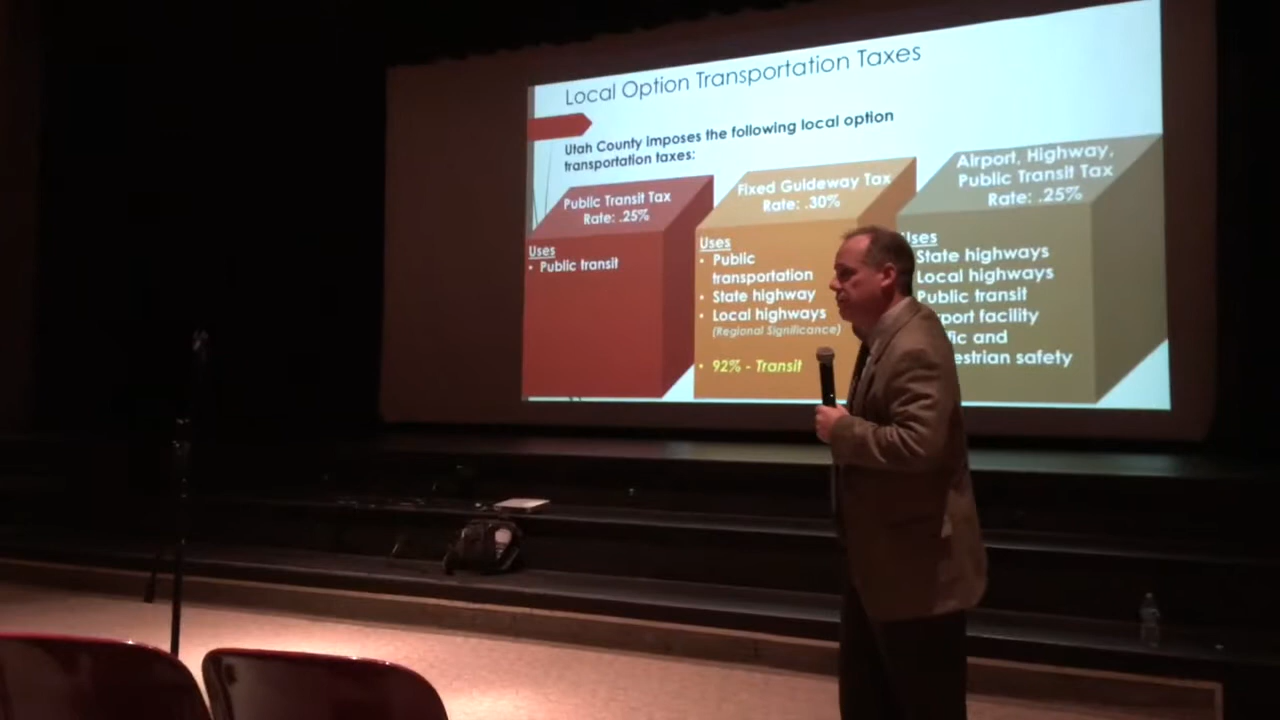 Local Option Transportation Taxes
Utah County imposes the following local option
transportation taxes:
Public Transit Tax
Rate: .25%
Uses
• Public transit
Fixed Guideway Tax
Rate: .30%
Uses
• Public
transportation
• State highway
• Local highways
(Regional Significance)
• 92% - Transit
Airport, Highway,
Public Transit Tax
Rate: .25%
Uses
State highways
Local highways
Public transit
port facility
fic and
estrian safety